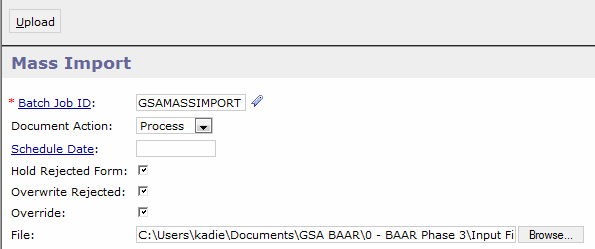 Upload
Mass Import
* Batch Job ID: GSAMASSIMPORT
Document Action: Process
Schedule Date:
Hold Rejected Form:
Overwrite Rejected:
Override:
File: C:\Users\kadie\Documents\GSA BAAR\0 - BAAR Phase 3\Input Fi Browse...